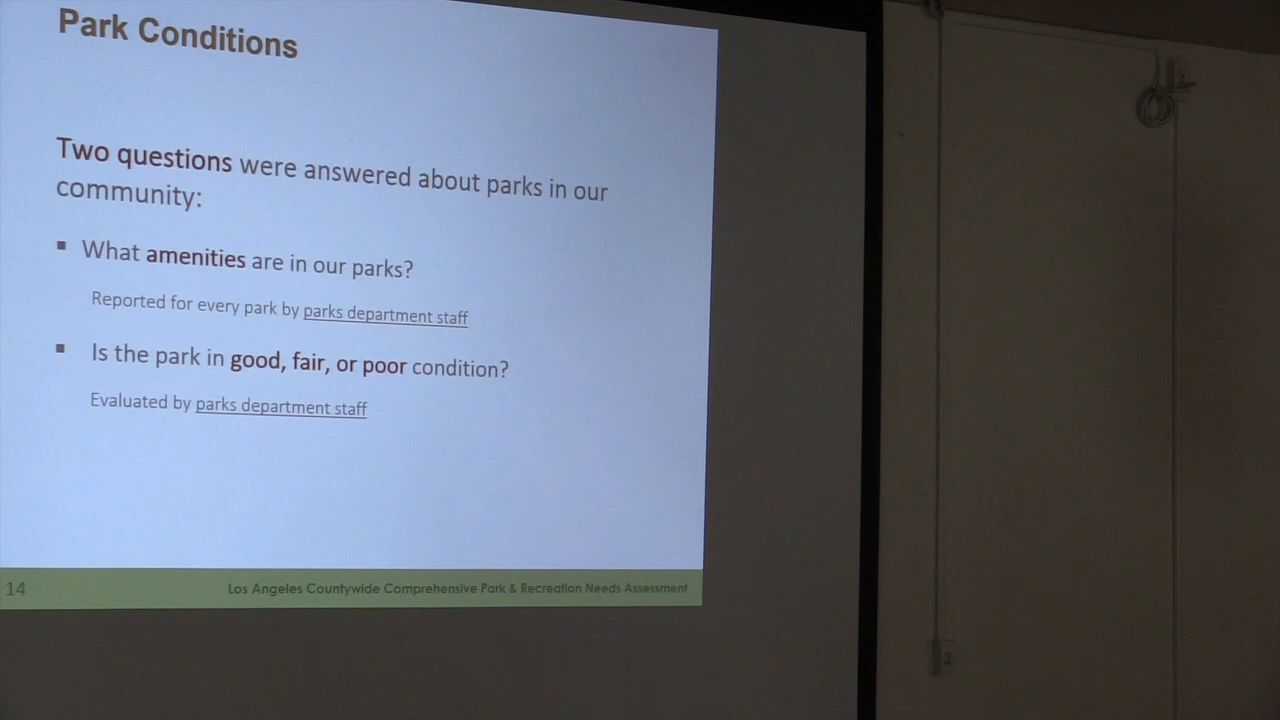 Park Conditions
Two questions were answered about parks in our
community:
▪ What amenities are in our parks?
Reported for every park by parks department staff
▪ Is the park in good, fair, or poor condition?
Evaluated by parks department staff
14 Los Angeles Countywide Comprehensive Park & Recreation Needs Assessment